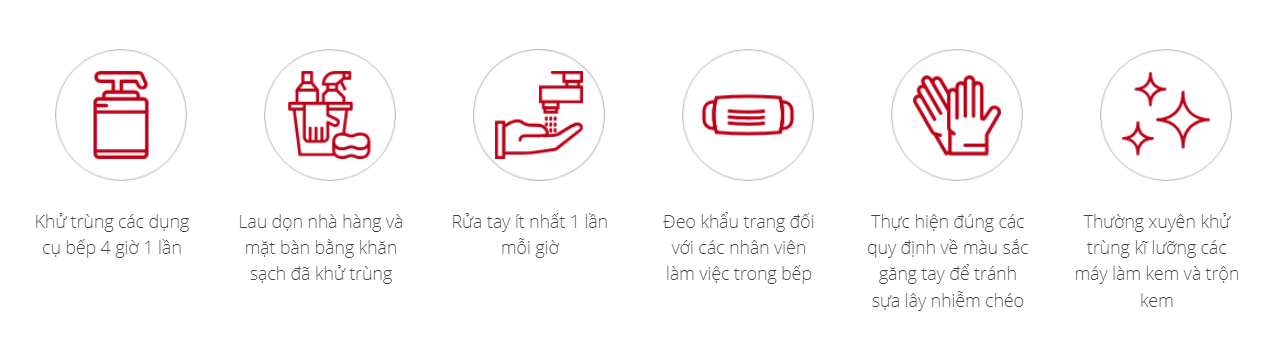 Khử trùng các dụng
cụ bếp 4 giờ 1 lần
Lau dọn nhà hàng và
mặt bàn bằng khăn
sạch đã khử trùng
Rửa tay ít nhất 1 lần
mỗi giờ
Đeo khẩu trang đối
với các nhân viên
làm việc trong bếp
Thực hiện đúng các
quy định về màu sắc
găng tay để tránh
sựa lây nhiễm chéo
Thường xuyên khử
trùng kĩ lưỡng các
máy làm kem và trộn
kem